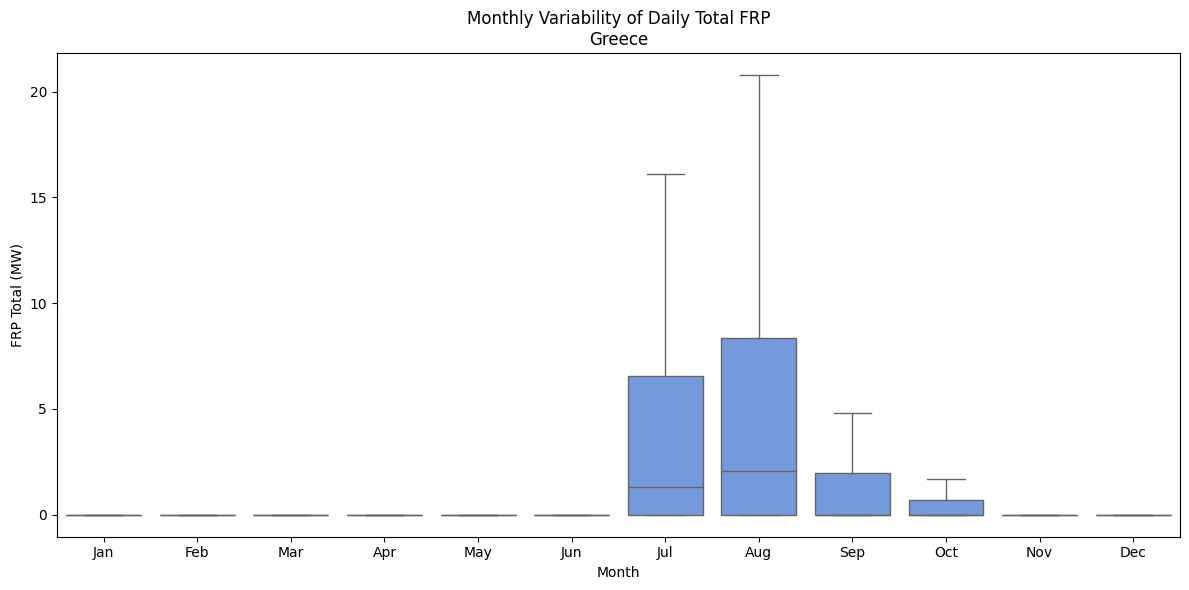 Monthly Variability of Daily Total FRP
Greece
FRP Total (MW)
20
15
10
5
0
Jan Feb Mar Apr May Jun Jul Aug Sep Oct Nov Dec
Month